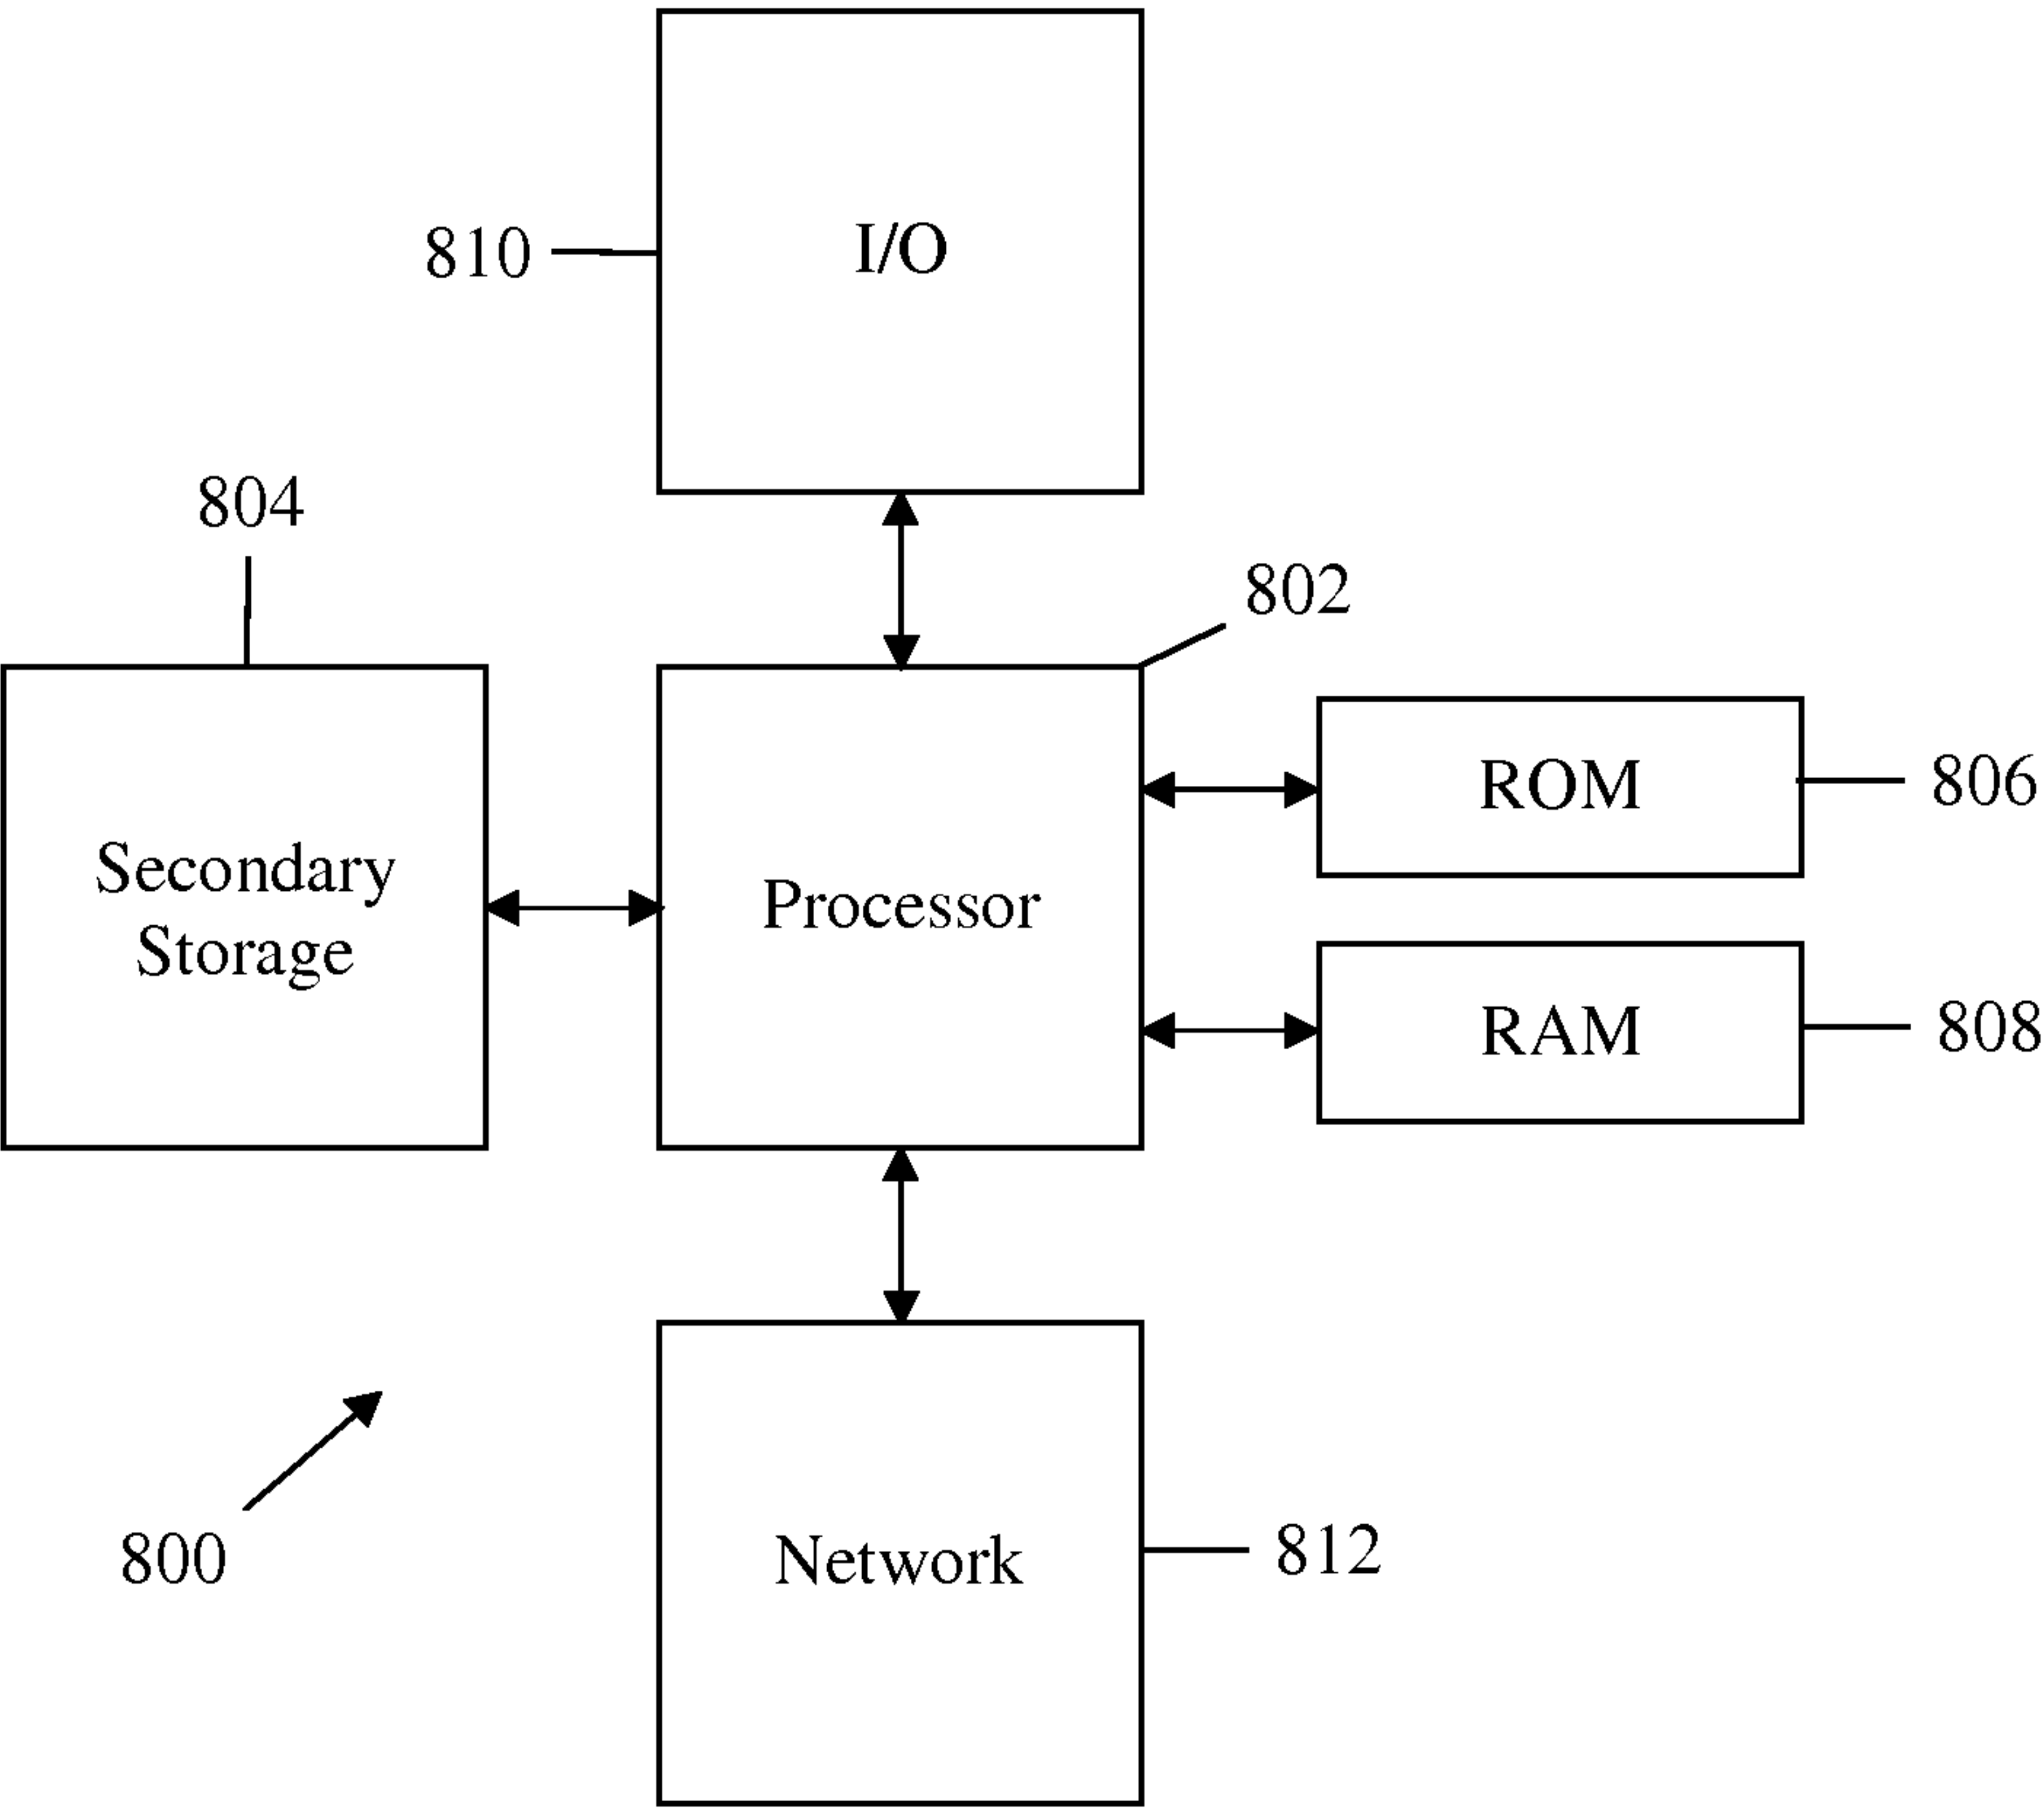 810
I/O
804
802
Secondary
Storage
Processor
ROM
806
RAM
808
800
Network
812